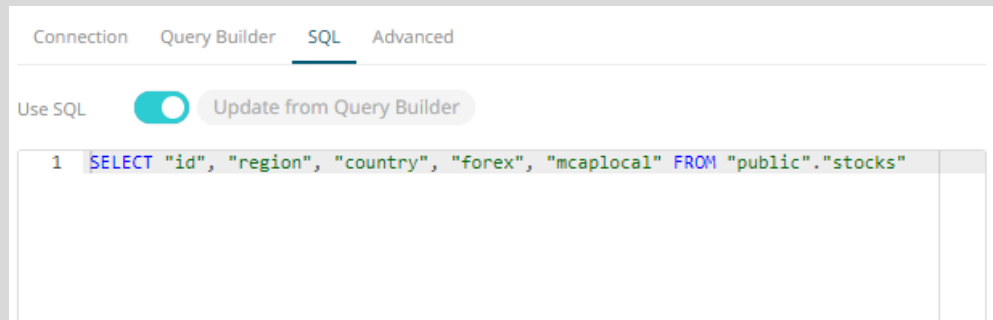 Connection Query Builder SQL Advanced
Use SQL Update from Query Builder
1 SELECT "id", "region", "country", "forex", "mcaplocal" FROM "public"."stocks"